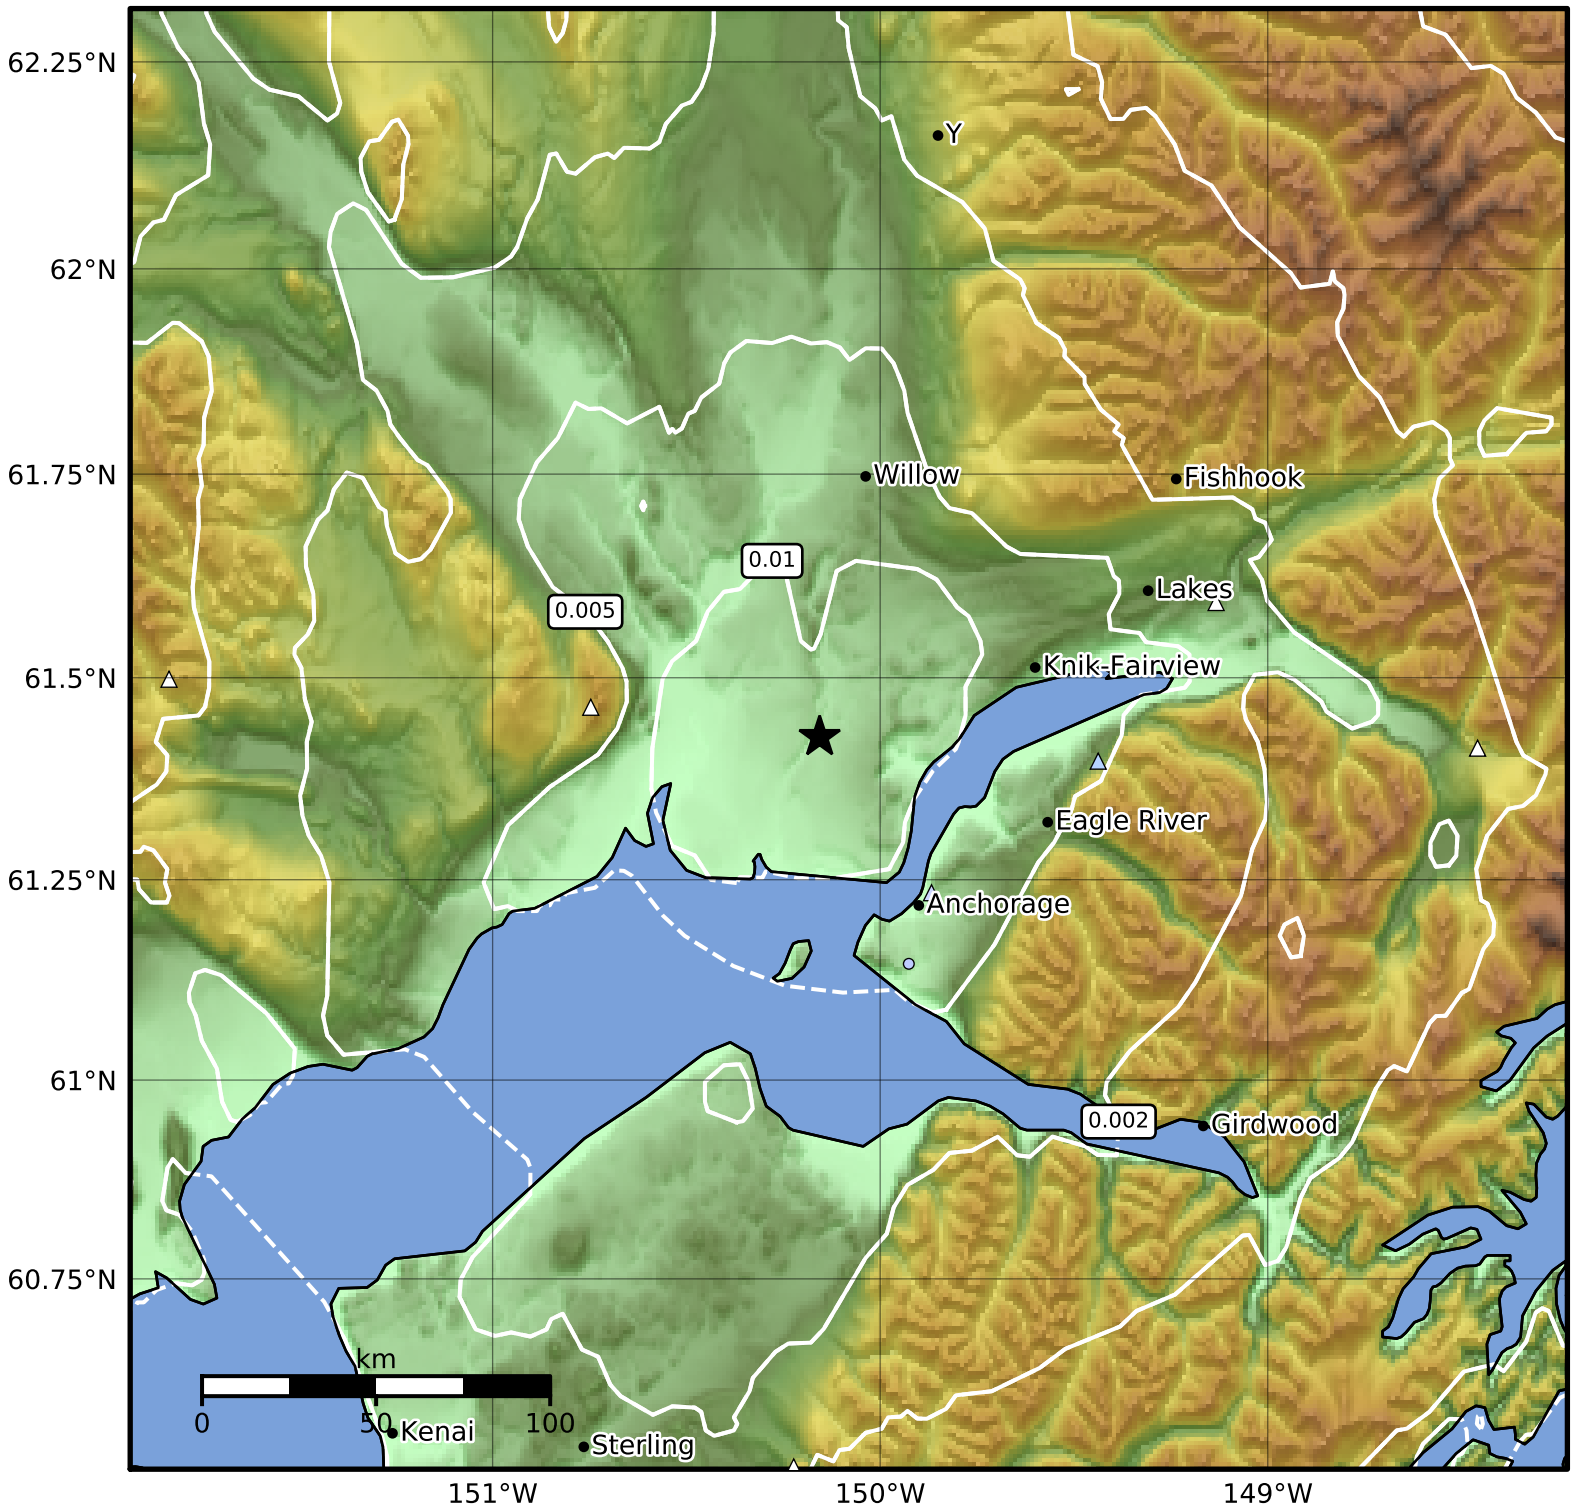 62.25°N
Y
62°N
61.75°N
Willow
Fishhook
0.01
0.005
Lakes
61.5°N
Knik-Fairview
Eagle River
61.25°N
Anchorage
61°N
0.002
Girdwood
60.75°N
km
0 50 100
Kenai
Sterling
151°W 150°W 149°W